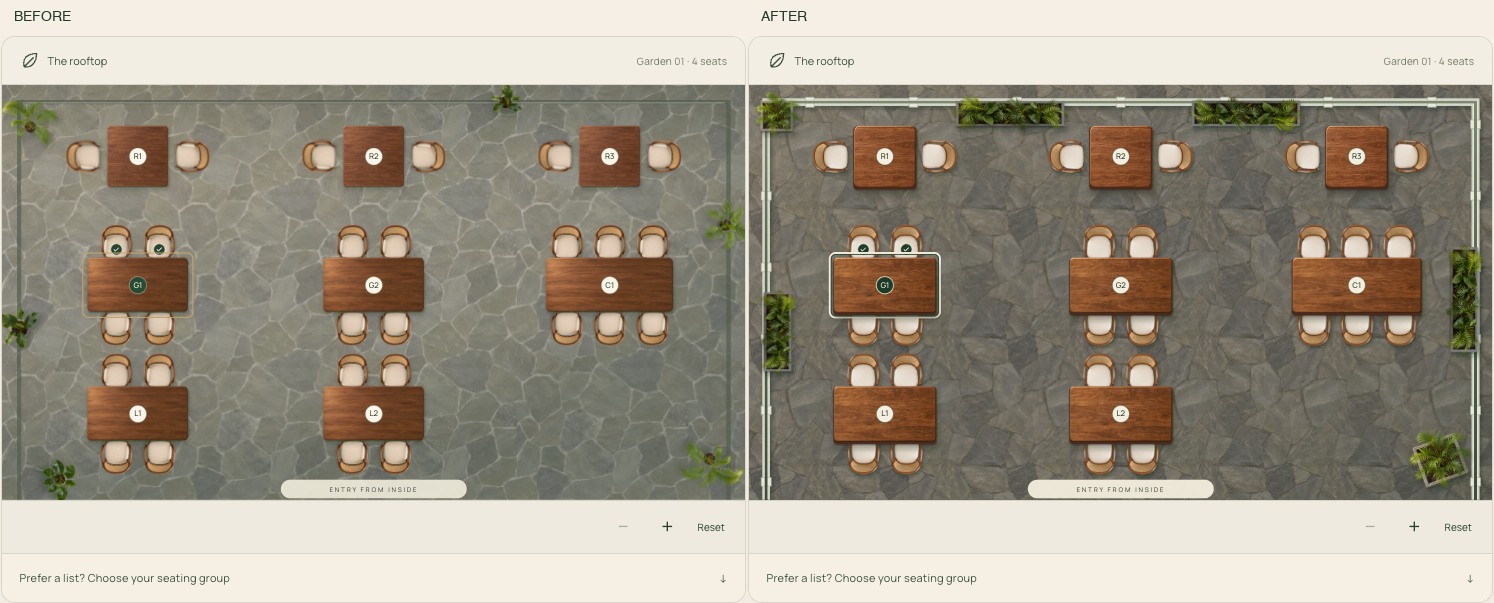 BEFORE
The rooftop
Garden 01 · 4 seats
R1
R2
R3
G1
G2
C1
L1
L2
ENTRY FROM INSIDE
− + Reset
Prefer a list? Choose your seating group ↓
AFTER
The rooftop
Garden 01 · 4 seats
R1
R2
R3
G1
G2
C1
L1
L2
ENTRY FROM INSIDE
− + Reset
Prefer a list? Choose your seating group ↓